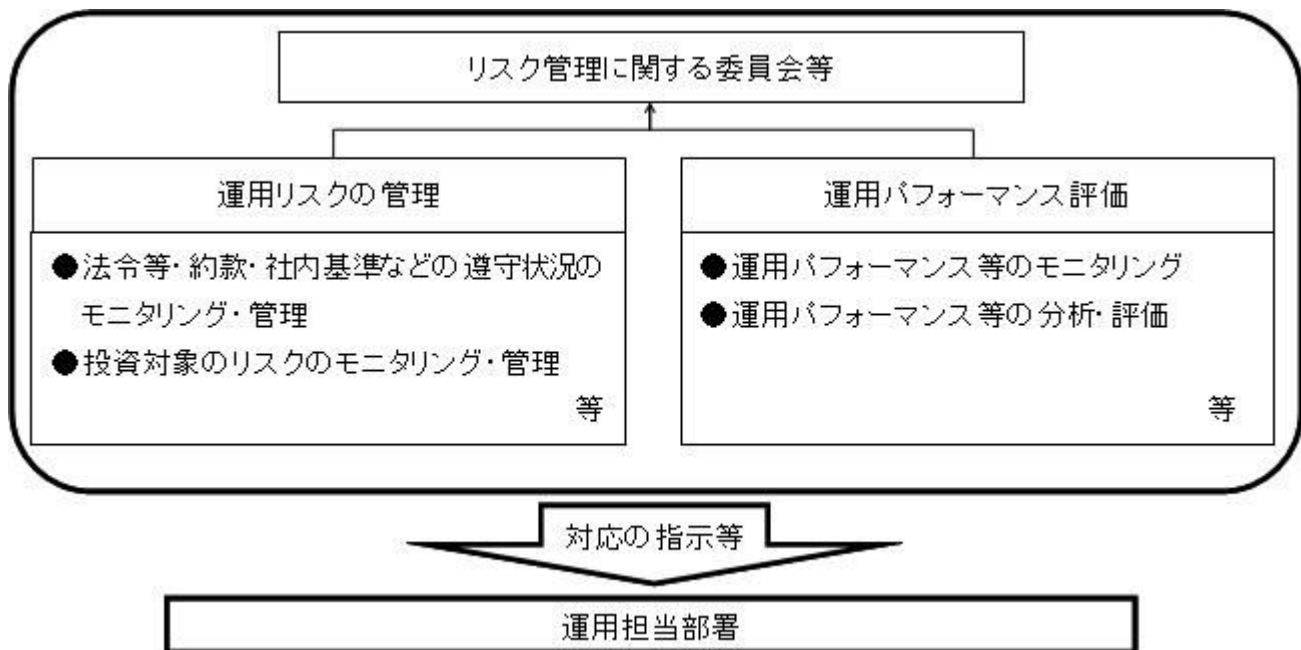 リスク管理に関する委員会等
運用リスクの管理
●法令等・約款・社内基準などの遵守状況の
モニタリング・管理
●投資対象のリスクのモニタリング・管理
等
運用パフォーマンス評価
●運用パフォーマンス等のモニタリング
●運用パフォーマンス等の分析・評価
等
対応の指示等
運用担当部署